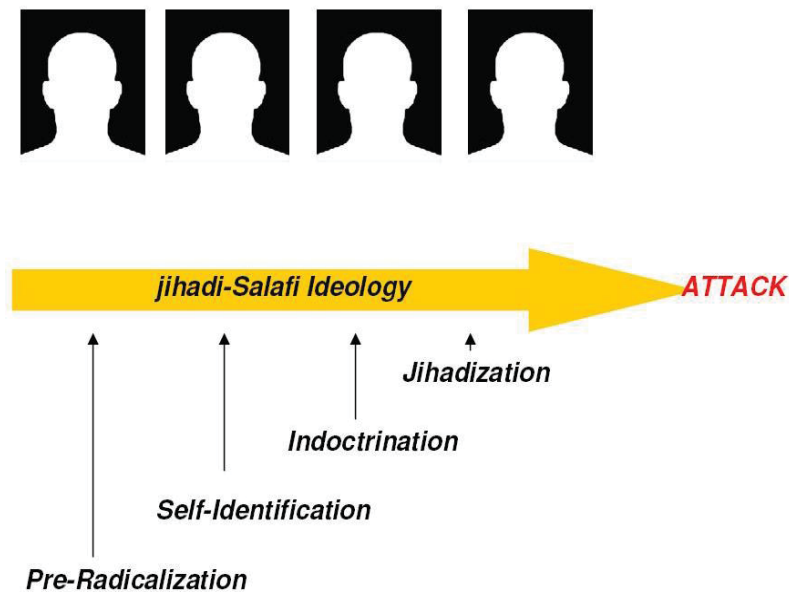 jihadi-Salafi Ideology
ATTACK
Jihadization
Indoctrination
Self-Identification
Pre-Radicalization